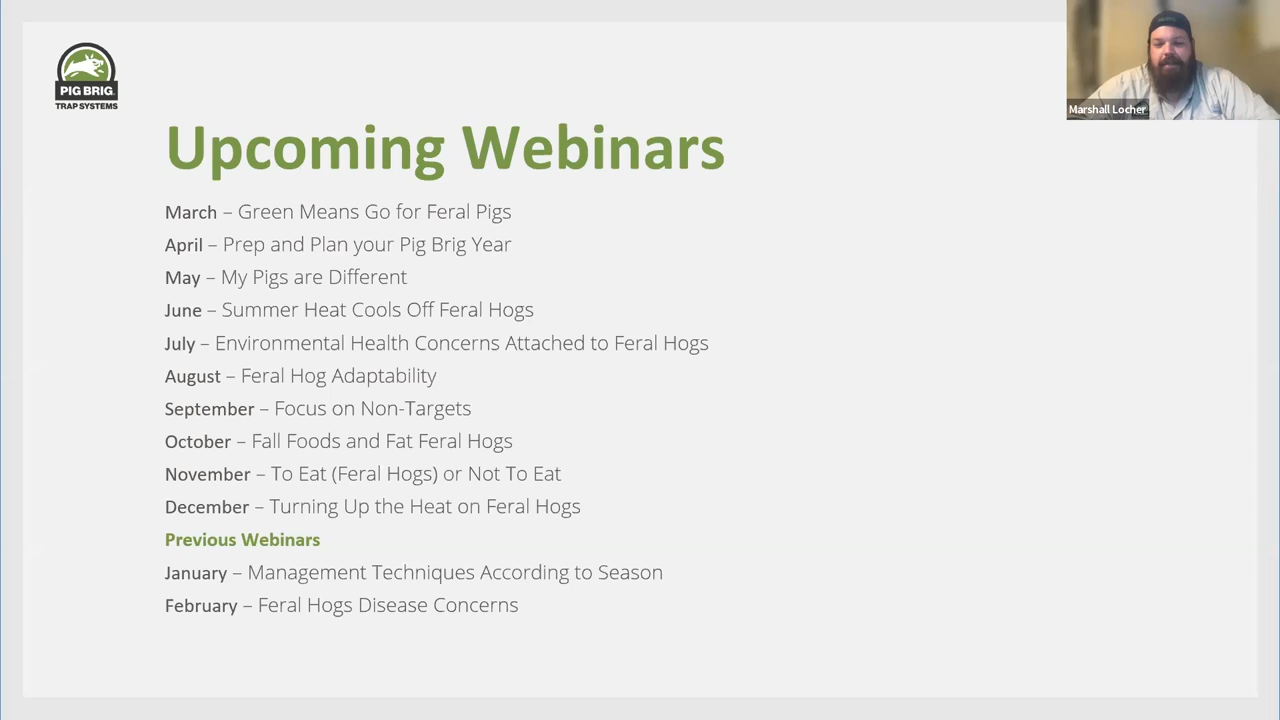 PIG BRIG
TRAP SYSTEMS
Marshall Locher
Upcoming Webinars
March – Green Means Go for Feral Pigs
April – Prep and Plan your Pig Brig Year
May – My Pigs are Different
June – Summer Heat Cools Off Feral Hogs
July – Environmental Health Concerns Attached to Feral Hogs
August – Feral Hog Adaptability
September – Focus on Non-Targets
October – Fall Foods and Fat Feral Hogs
November – To Eat (Feral Hogs) or Not To Eat
December – Turning Up the Heat on Feral Hogs
Previous Webinars
January – Management Techniques According to Season
February – Feral Hogs Disease Concerns